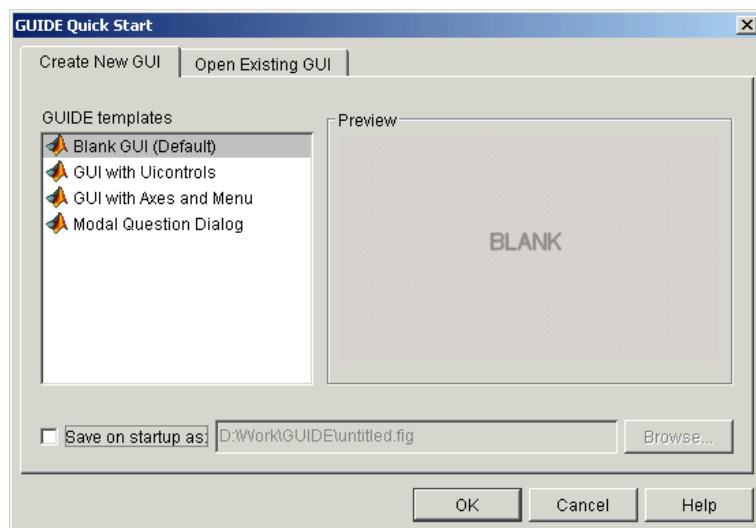 GUIDE Quick Start
Create New GUI
Open Existing GUI
GUIDE templates
Blank GUI (Default)
GUI with Uicontrols
GUI with Axes and Menu
Modal Question Dialog
Preview
BLANK
Save on startup as:
D:\Work\GUIDE\untitled.fig
Browse...
OK
Cancel
Help